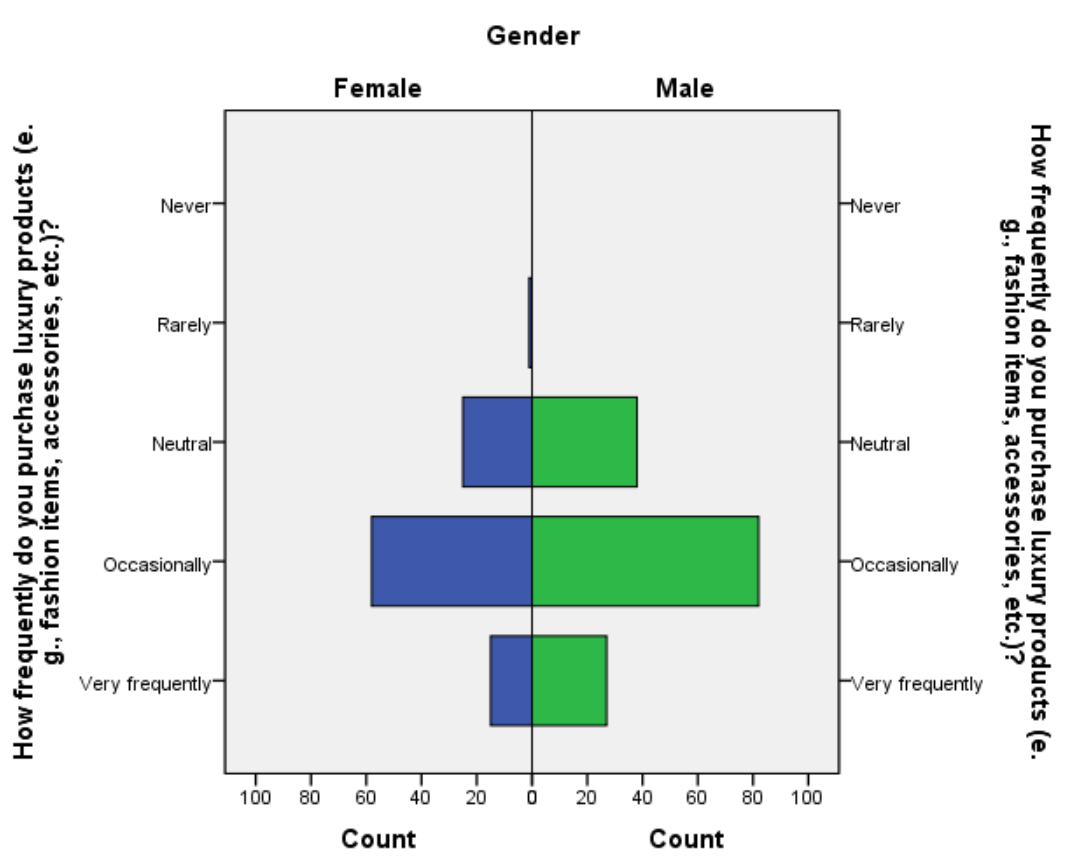 Gender
Female
Male
How frequently do you purchase luxury products (e.
g., fashion items, accessories, etc.)?
Never
Rarely
Neutral
Occasionally
Very frequently
Never
Rarely
Neutral
Occasionally
Very frequently
How frequently do you purchase luxury products (e.
g., fashion items, accessories, etc.)?
100 80 60 40 20 0 20 40 60 80 100
Count
Count